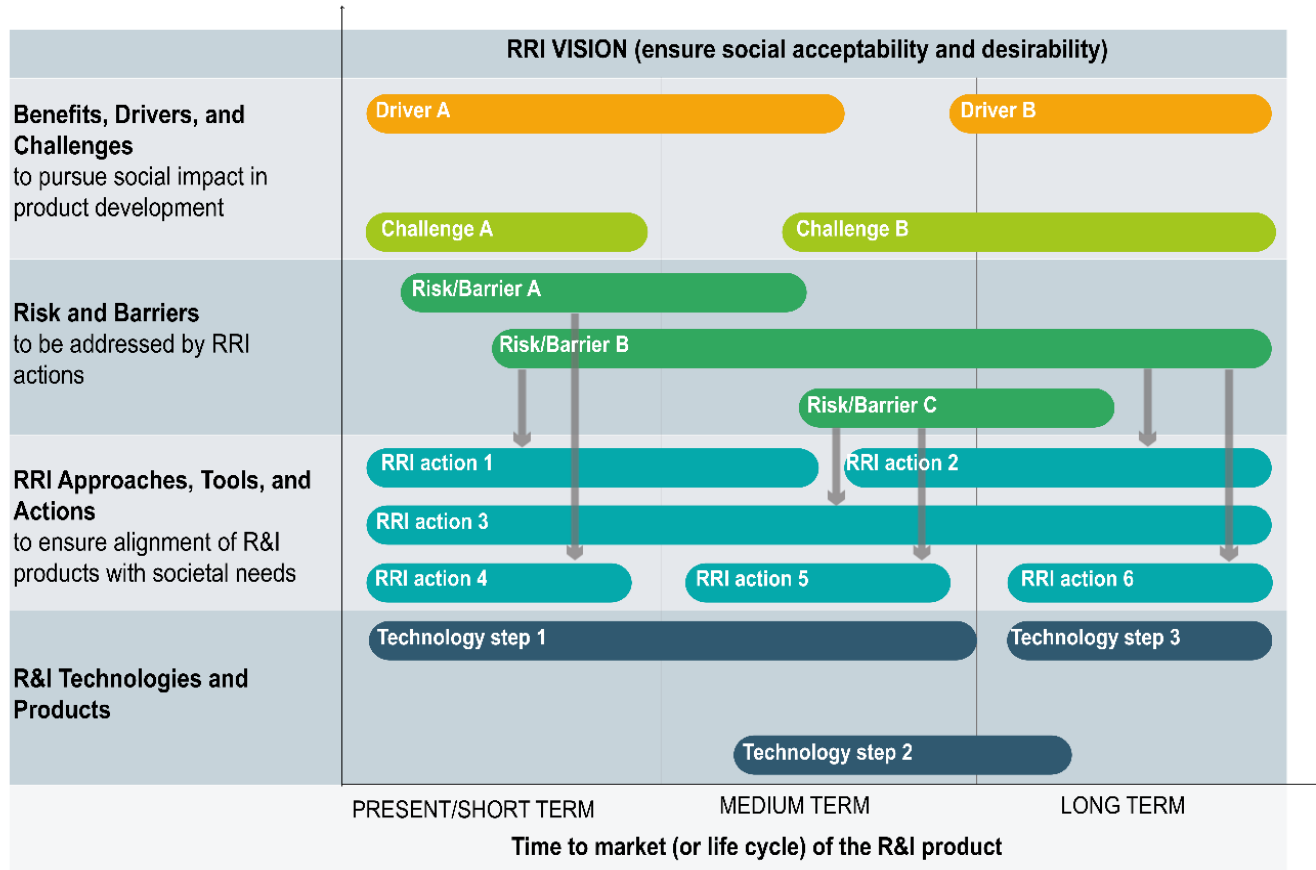 RRI VISION (ensure social acceptability and desirability)
Benefits, Drivers, and
Challenges
to pursue social impact in
product development
Driver A
Driver B
Challenge A
Challenge B
Risk and Barriers
to be addressed by RRI
actions
Risk/Barrier A
Risk/Barrier B
Risk/Barrier C
RRI Approaches, Tools, and
Actions
to ensure alignment of R&I
products with societal needs
RRI action 1
RRI action 2
RRI action 3
RRI action 4
RRI action 5
RRI action 6
R&I Technologies and
Products
Technology step 1
Technology step 3
Technology step 2
PRESENT/SHORT TERM
MEDIUM TERM
LONG TERM
Time to market (or life cycle) of the R&I product